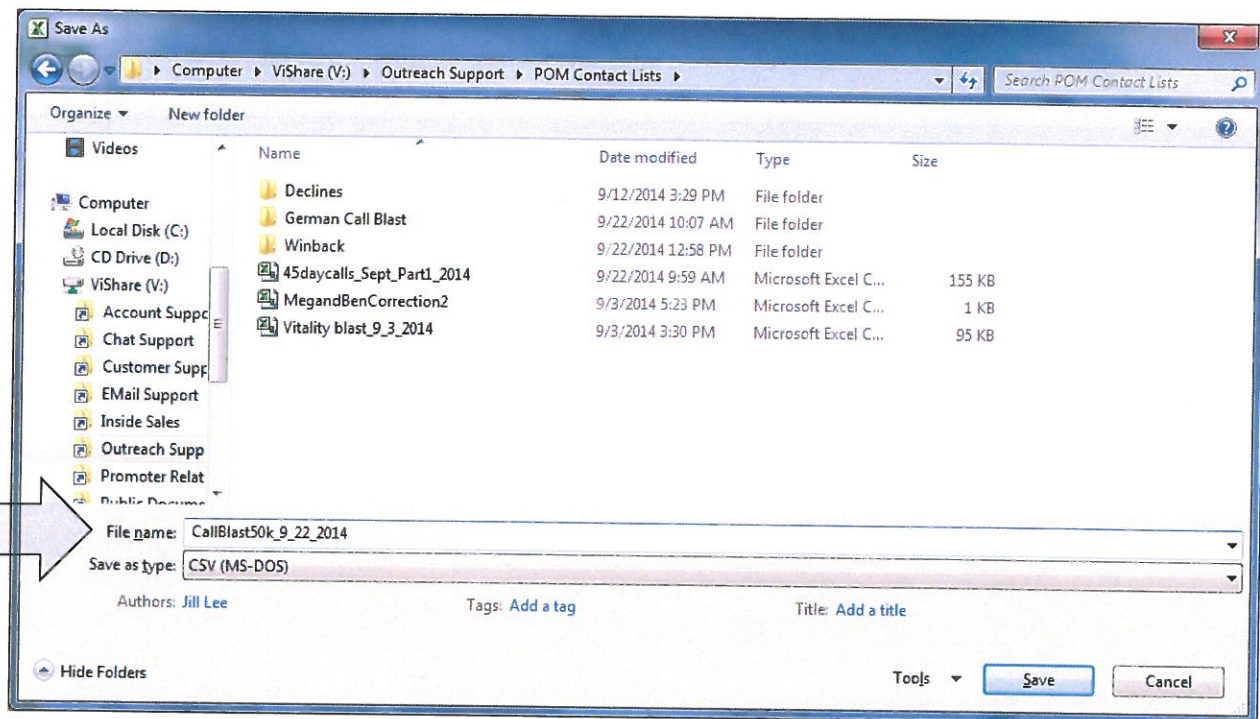 Save As
Computer ▸ ViShare (V:) ▸ Outreach Support ▸ POM Contact Lists ▸
Search POM Contact Lists
Organize New folder
Videos
Computer
Local Disk (C:)
CD Drive (D:)
ViShare (V:)
Account Suppc
Chat Support
Customer Supp
EMail Support
Inside Sales
Outreach Supp
Promoter Relat
Public Docume
Name Date modified Type Size
Declines 9/12/2014 3:29 PM File folder
German Call Blast 9/22/2014 10:07 AM File folder
Winback 9/22/2014 12:58 PM File folder
45daycalls_Sept_Part1_2014 9/22/2014 9:59 AM Microsoft Excel C... 155 KB
MegandBenCorrection2 9/3/2014 5:23 PM Microsoft Excel C... 1 KB
Vitality blast_9_3_2014 9/3/2014 3:30 PM Microsoft Excel C... 95 KB
File name: CallBlast50k_9_22_2014
Save as type: CSV (MS-DOS)
Authors: Jill Lee Tags: Add a tag Title: Add a title
Hide Folders Tools Save Cancel